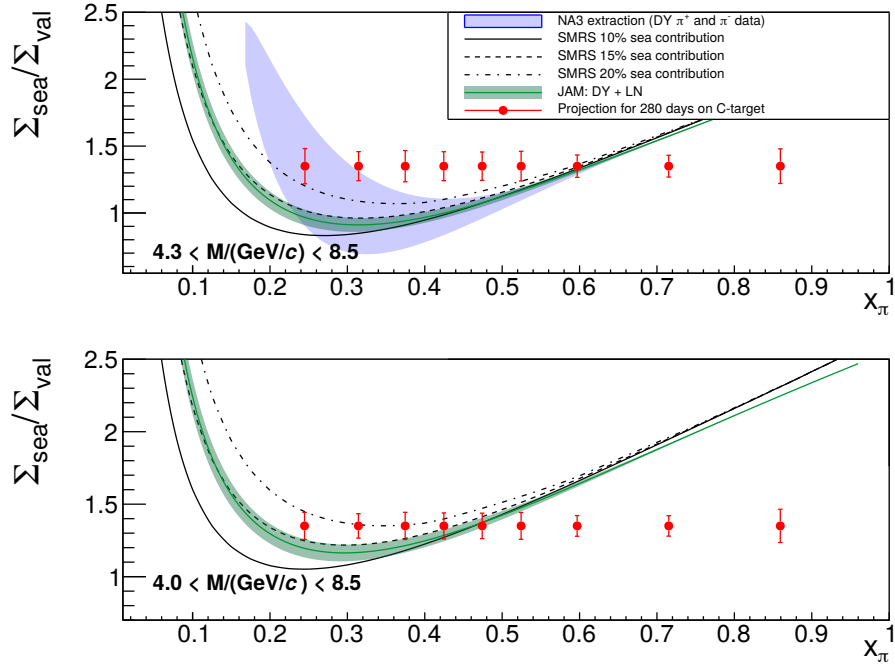 Σsea/Σval
2.5
2
1.5
1
NA3 extraction (DY π+ and π- data)
SMRS 10% sea contribution
SMRS 15% sea contribution
SMRS 20% sea contribution
JAM: DY + LN
Projection for 280 days on C-target
4.3 < M/(GeV/c) < 8.5
0.1 0.2 0.3 0.4 0.5 0.6 0.7 0.8 0.9 1
xπ
Σsea/Σval
2.5
2
1.5
1
4.0 < M/(GeV/c) < 8.5
0.1 0.2 0.3 0.4 0.5 0.6 0.7 0.8 0.9 1
xπ